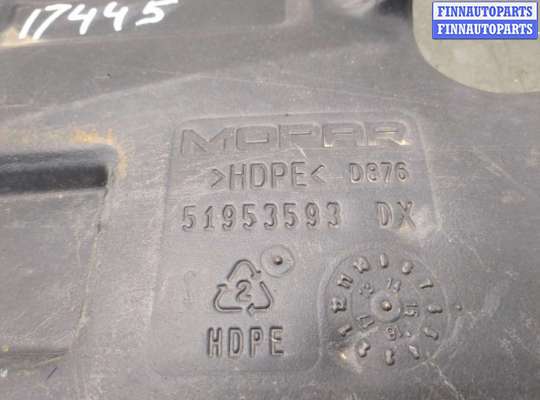 17445
FINNAUTOPARTS
FINNAUTOPARTS
MOPAR
>HDPE< D876
51953593 DX
2
HDPE